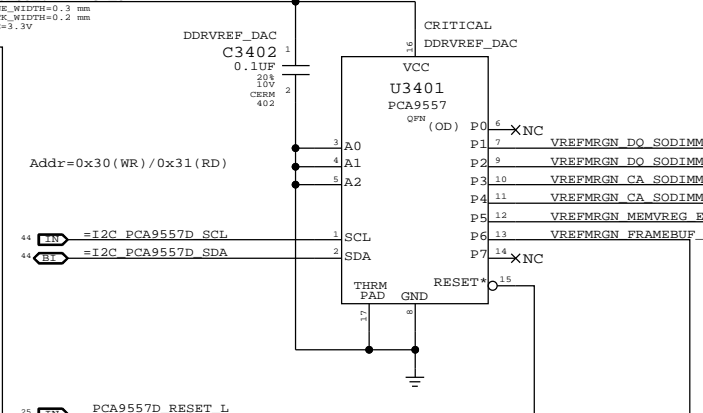 E_WIDTH=0.3 mm
K_WIDTH=0.2 mm
=3.3V
CRITICAL
DDRVREF_DAC
DDRVREF_DAC
C3402
1
0.1UF
20%
10V
CERM
402
2
16
VCC
U3401
PCA9557
QFN
(OD)
P0 6 NC
3 A0
P1 7 VREFMRGN_DQ_SODIMM
4 A1
P2 9 VREFMRGN_DQ_SODIMM
5 A2
P3 10 VREFMRGN_CA_SODIMM
Addr=0x30(WR)/0x31(RD)
P4 11 VREFMRGN_CA_SODIMM
P5 12 VREFMRGN_MEMVREG_E
44 IN =I2C_PCA9557D_SCL 1 SCL
P6 13 VREFMRGN_FRAMEBUF_
44 BI =I2C_PCA9557D_SDA 2 SDA
P7 14 NC
RESET* 15
THRM
PAD
GND
17
8
25 IN PCA9557D_RESET_L